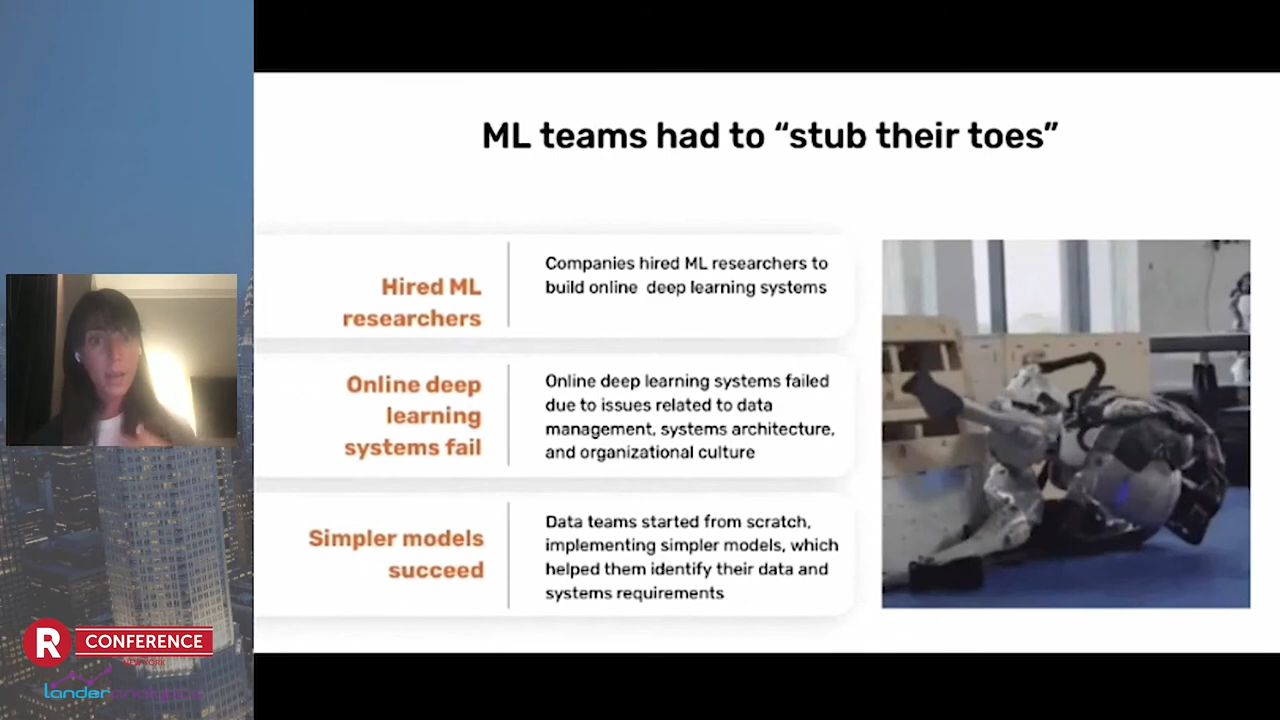 ML teams had to “stub their toes”
Hired ML
researchers
Companies hired ML researchers to
build online deep learning systems
Online deep
learning
systems fail
Online deep learning systems failed
due to issues related to data
management, systems architecture,
and organizational culture
Simpler models
succeed
Data teams started from scratch,
implementing simpler models, which
helped them identify their data and
systems requirements
R CONFERENCE
NEW YORK
lander analytics